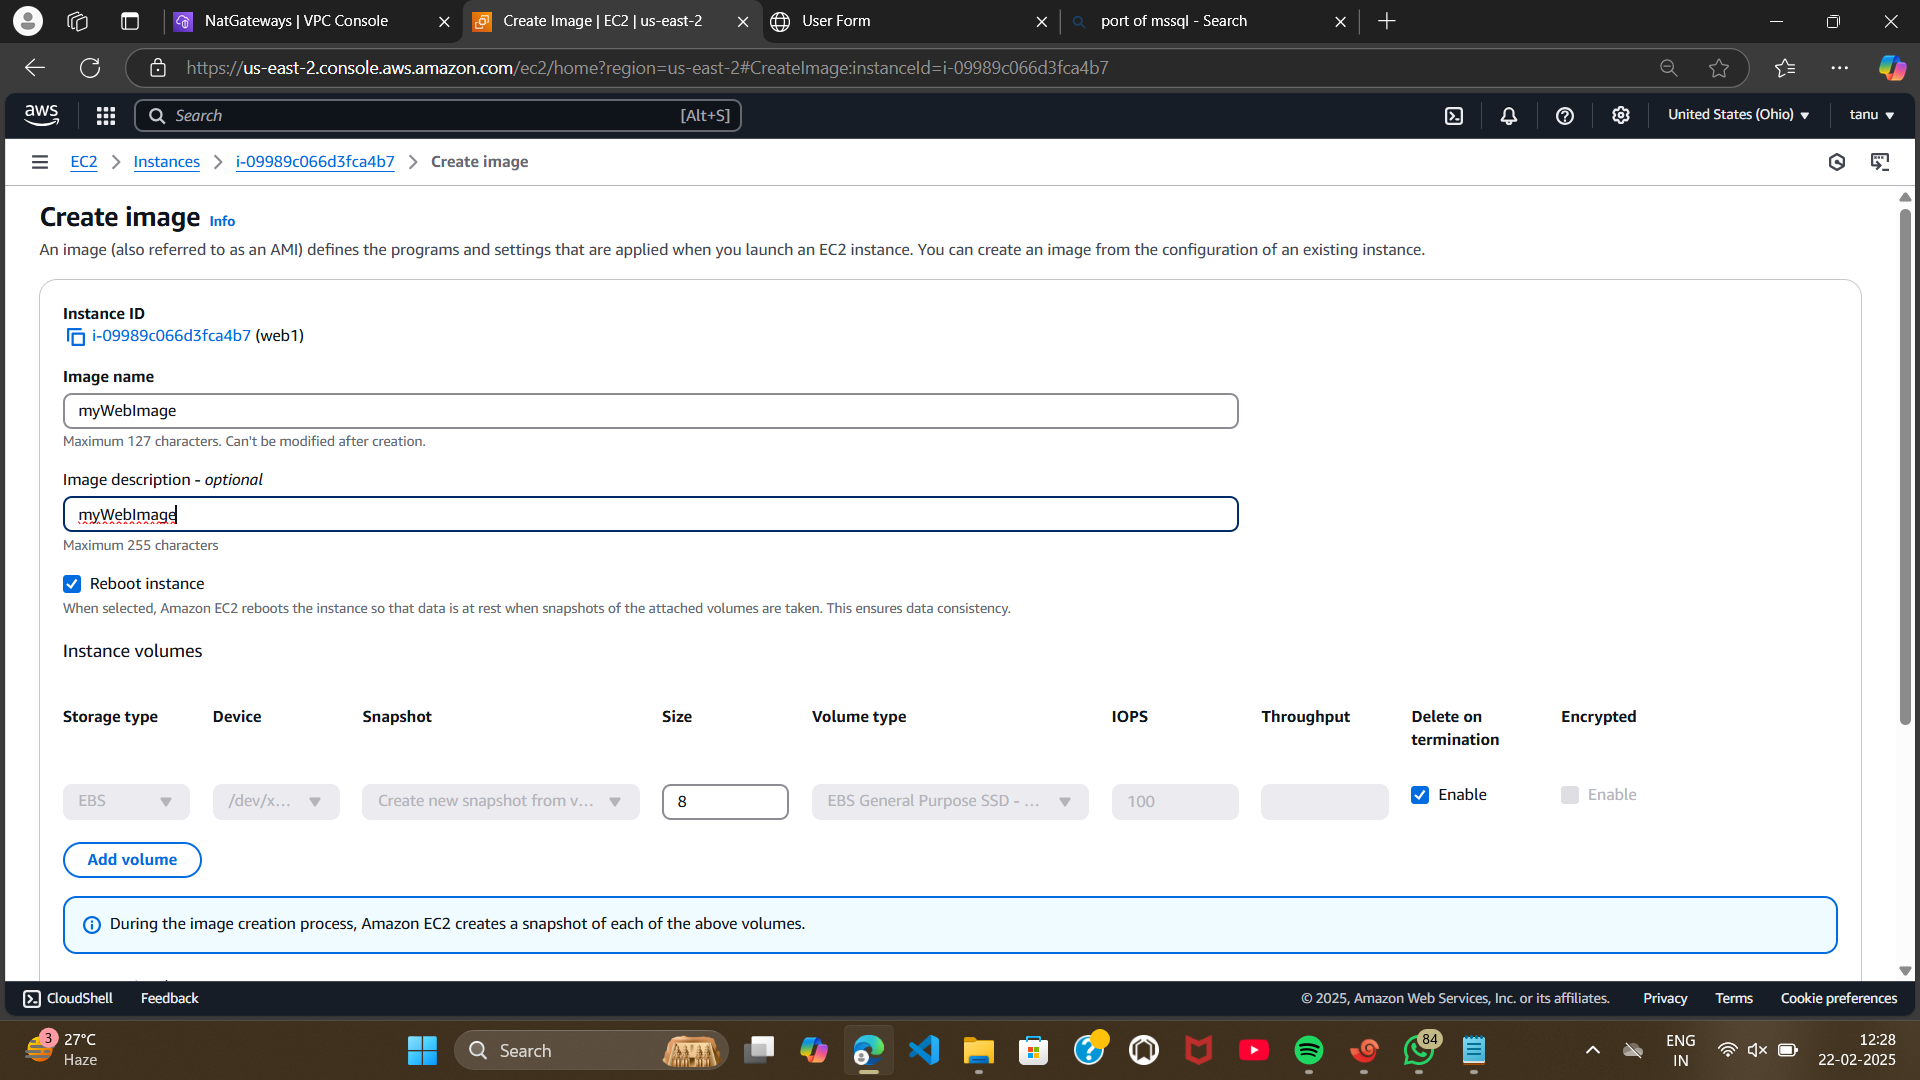 NatGateways | VPC Console
Create Image | EC2 | us-east-2
User Form
port of mssql - Search
https://us-east-2.console.aws.amazon.com/ec2/home?region=us-east-2#CreateImage:instanceId=i-09989c066d3fca4b7
aws
Search
[Alt+S]
United States (Ohio)
tanu
EC2
Instances
i-09989c066d3fca4b7
Create image
Create image Info
An image (also referred to as an AMI) defines the programs and settings that are applied when you launch an EC2 instance. You can create an image from the configuration of an existing instance.
Instance ID
i-09989c066d3fca4b7 (web1)
Image name
myWebImage
Maximum 127 characters. Can't be modified after creation.
Image description - optional
myWebImage
Maximum 255 characters
Reboot instance
When selected, Amazon EC2 reboots the instance so that data is at rest when snapshots of the attached volumes are taken. This ensures data consistency.
Instance volumes
Storage type
Device
Snapshot
Size
Volume type
IOPS
Throughput
Delete on
termination
Encrypted
EBS
/dev/x...
Create new snapshot from v...
8
EBS General Purpose SSD - ...
100
Enable
Enable
Add volume
During the image creation process, Amazon EC2 creates a snapshot of each of the above volumes.
CloudShell
Feedback
© 2025, Amazon Web Services, Inc. or its affiliates.
Privacy
Terms
Cookie preferences
3
27°C
Haze
Search
84
ENG
IN
12:28
22-02-2025